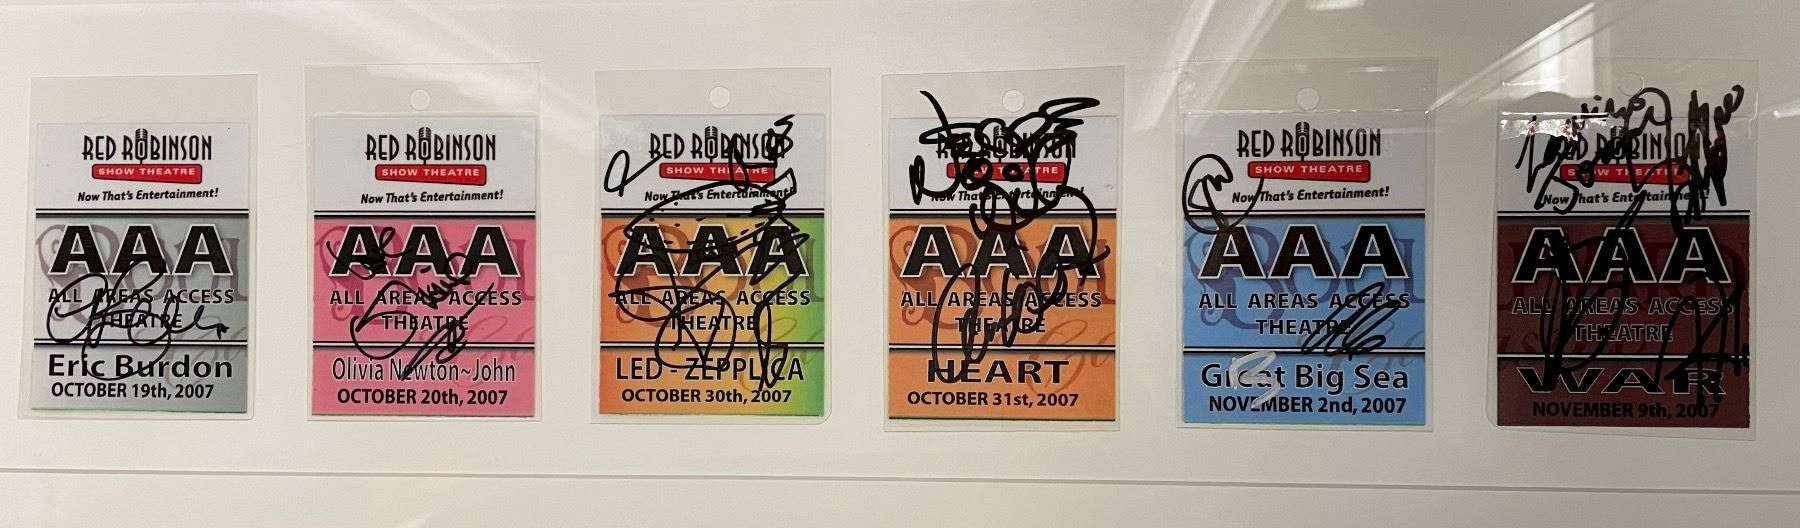 RED ROBINSON
SHOW THEATRE
Now That's Entertainment!
AAA
ALL AREAS ACCESS
THEATRE
Eric Burdon
OCTOBER 19th, 2007
RED ROBINSON
SHOW THEATRE
Now That's Entertainment!
AAA
ALL AREAS ACCESS
THEATRE
Olivia Newton~John
OCTOBER 20th, 2007
RED ROBINSON
SHOW THEATRE
Now That's Entertainment!
AAA
ALL AREAS ACCESS
THEATRE
LED-ZEPPLICA
OCTOBER 30th, 2007
RED ROBINSON
SHOW THEATRE
Now That's Entertainment!
AAA
ALL AREAS ACCESS
THEATRE
HEART
OCTOBER 31st, 2007
RED ROBINSON
SHOW THEATRE
Now That's Entertainment!
AAA
ALL AREAS ACCESS
THEATRE
Great Big Sea
NOVEMBER 2nd, 2007
RED ROBINSON
SHOW THEATRE
Now That's Entertainment!
AAA
ALL AREAS ACCESS
THEATRE
WAR
NOVEMBER 9th, 2007